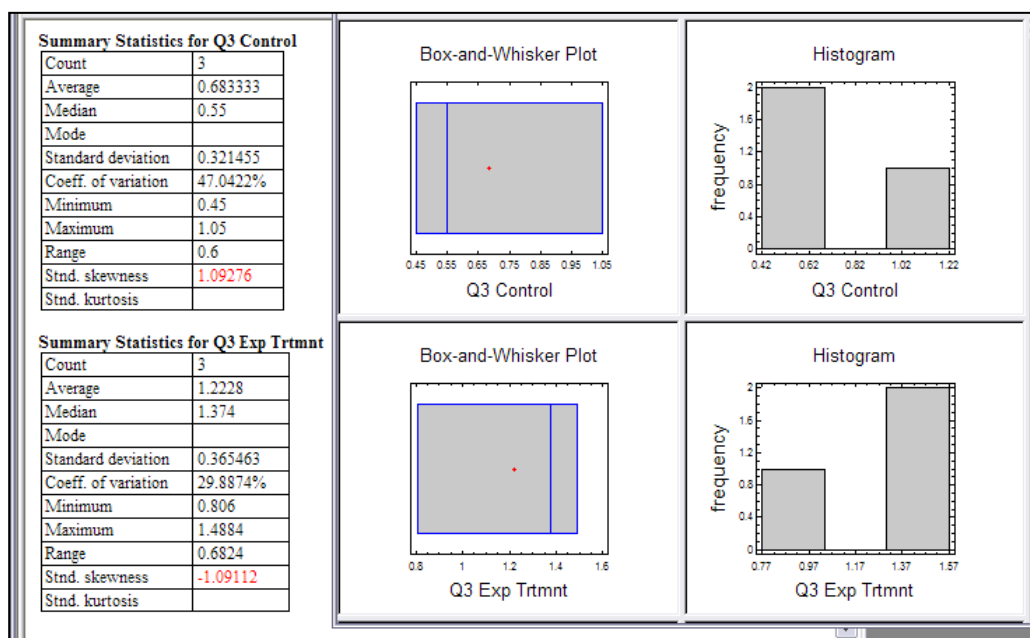 Summary Statistics for Q3 Control
Count 3
Average 0.683333
Median 0.55
Mode
Standard deviation 0.321455
Coeff. of variation 47.0422%
Minimum 0.45
Maximum 1.05
Range 0.6
Stnd. skewness 1.09276
Stnd. kurtosis
Box-and-Whisker Plot
0.45 0.55 0.65 0.75 0.85 0.95 1.05
Q3 Control
Histogram
2
1.6
1.2
0.8
0.4
0
frequency
0.42 0.62 0.82 1.02 1.22
Q3 Control
Summary Statistics for Q3 Exp Trtmnt
Count 3
Average 1.2228
Median 1.374
Mode
Standard deviation 0.365463
Coeff. of variation 29.8874%
Minimum 0.806
Maximum 1.4884
Range 0.6824
Stnd. skewness -1.09112
Stnd. kurtosis
Box-and-Whisker Plot
0.8 1 1.2 1.4 1.6
Q3 Exp Trtmnt
Histogram
2
1.6
1.2
0.8
0.4
0
frequency
0.77 0.97 1.17 1.37 1.57
Q3 Exp Trtmnt